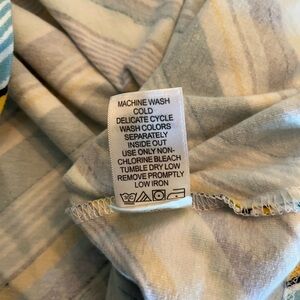 MACHINE WASH
COLD
DELICATE CYCLE
WASH COLORS
SEPARATELY
INSIDE OUT
USE ONLY NON-
CHLORINE BLEACH
TUMBLE DRY LOW
REMOVE PROMPTLY
LOW IRON